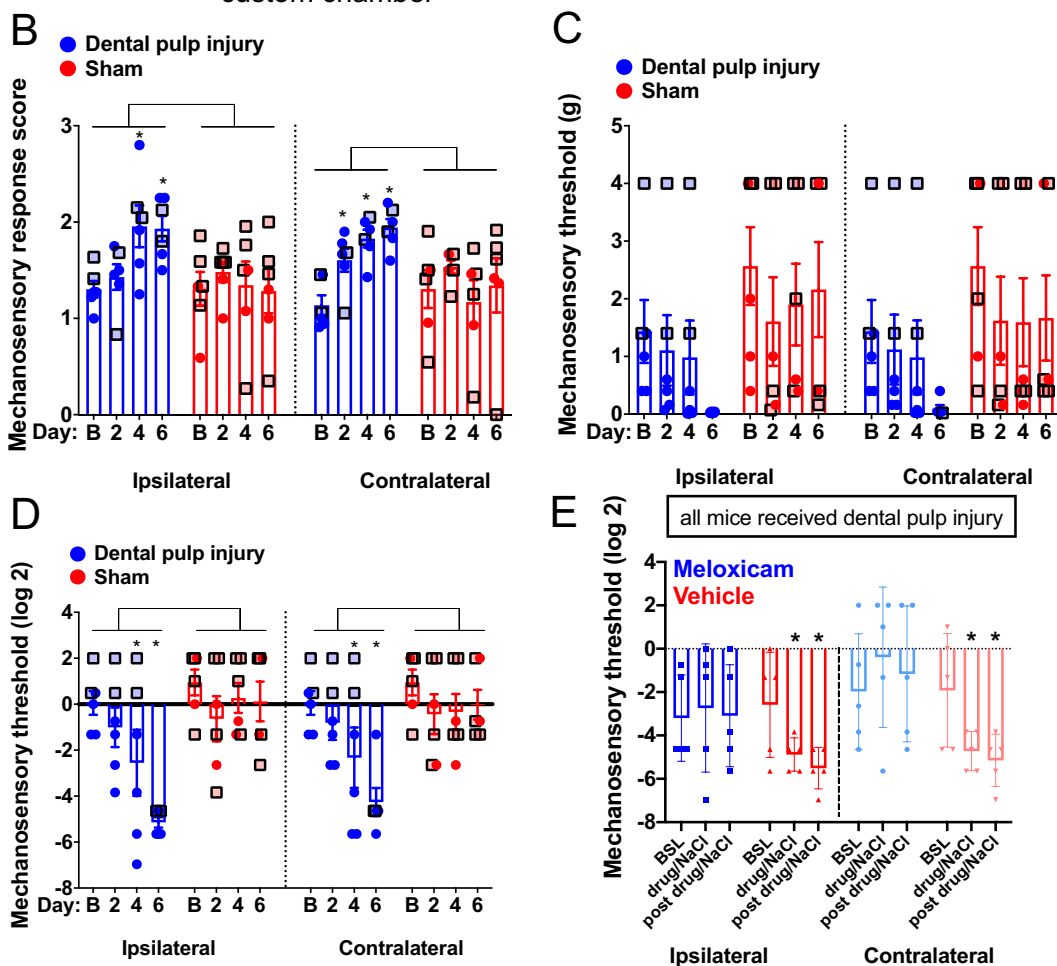 custom chamber
B
Dental pulp injury
Sham
Mechanosensory response score
3
2
1
0
* * * * *
Day: B 2 4 6 B 2 4 6 B 2 4 6 B 2 4 6
Ipsilateral Contralateral
C
Dental pulp injury
Sham
Mechanosensory threshold (g)
5
4
3
2
1
0
Day: B 2 4 6 B 2 4 6 B 2 4 6 B 2 4 6
Ipsilateral Contralateral
D
Dental pulp injury
Sham
Mechanosensory threshold (log 2)
4
2
0
-2
-4
-6
-8
* * * *
Day: B 2 4 6 B 2 4 6 B 2 4 6 B 2 4 6
Ipsilateral Contralateral
E
all mice received dental pulp injury
Meloxicam
Vehicle
Mechanosensory threshold (log 2)
4
2
0
-2
-4
-6
-8
* * * *
BSL drug/NaCl post drug/NaCl BSL drug/NaCl post drug/NaCl BSL drug/NaCl post drug/NaCl BSL drug/NaCl post drug/NaCl
Ipsilateral Contralateral